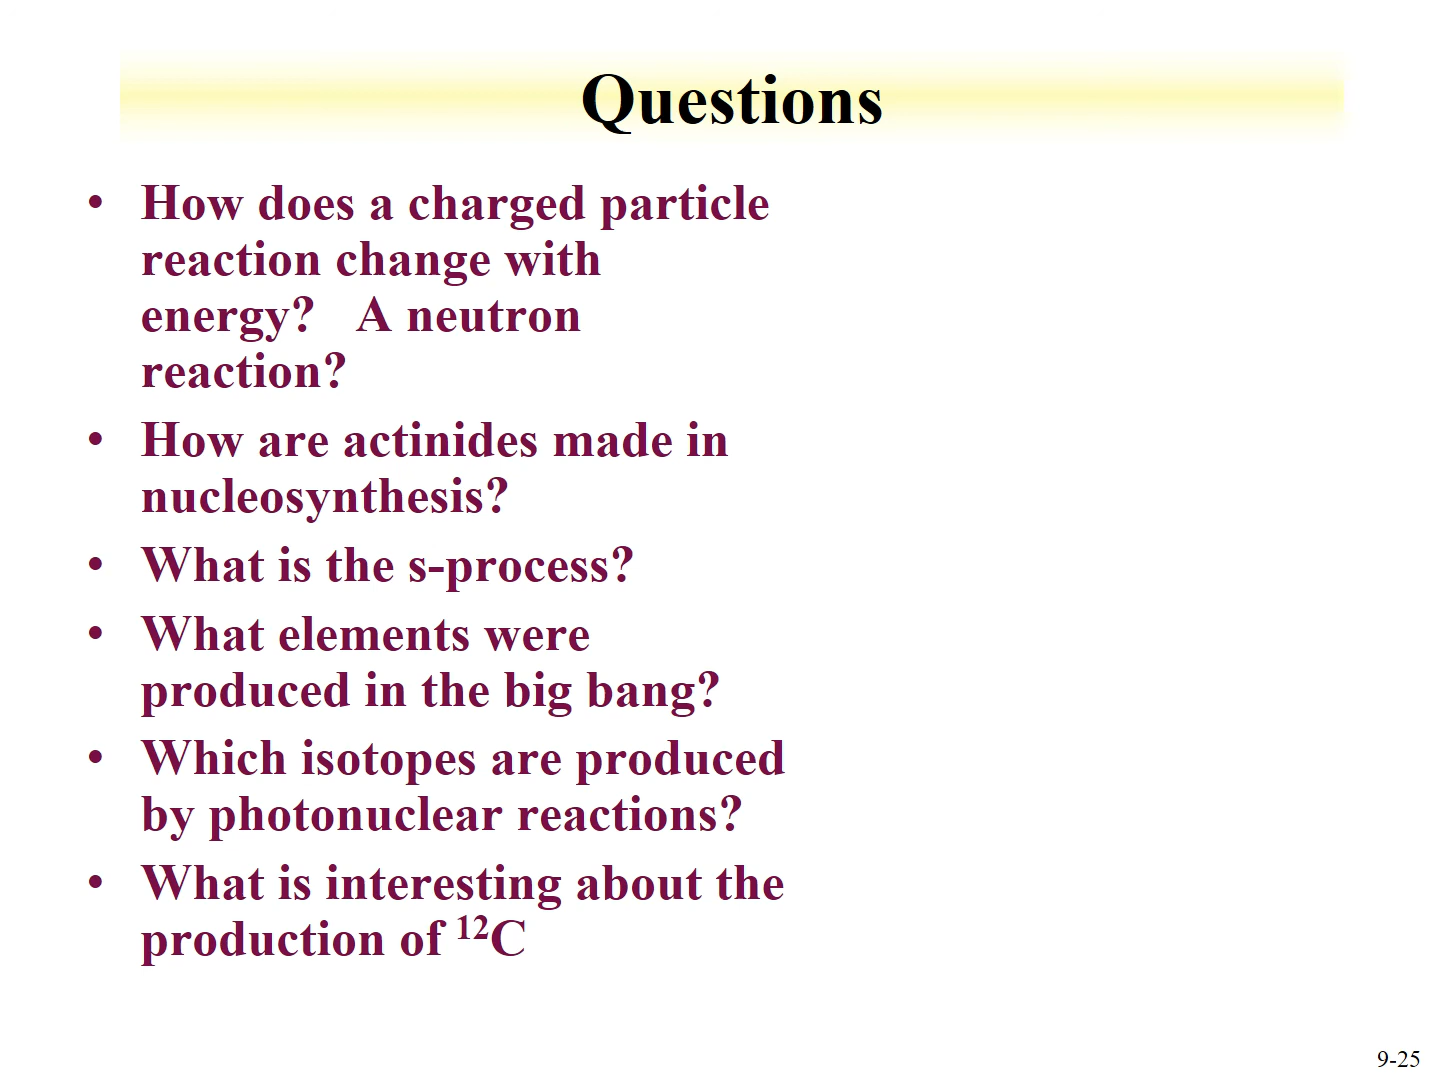 Questions
• How does a charged particle
reaction change with
energy?   A neutron
reaction?
• How are actinides made in
nucleosynthesis?
• What is the s-process?
• What elements were
produced in the big bang?
• Which isotopes are produced
by photonuclear reactions?
• What is interesting about the
production of ¹²C
9-25